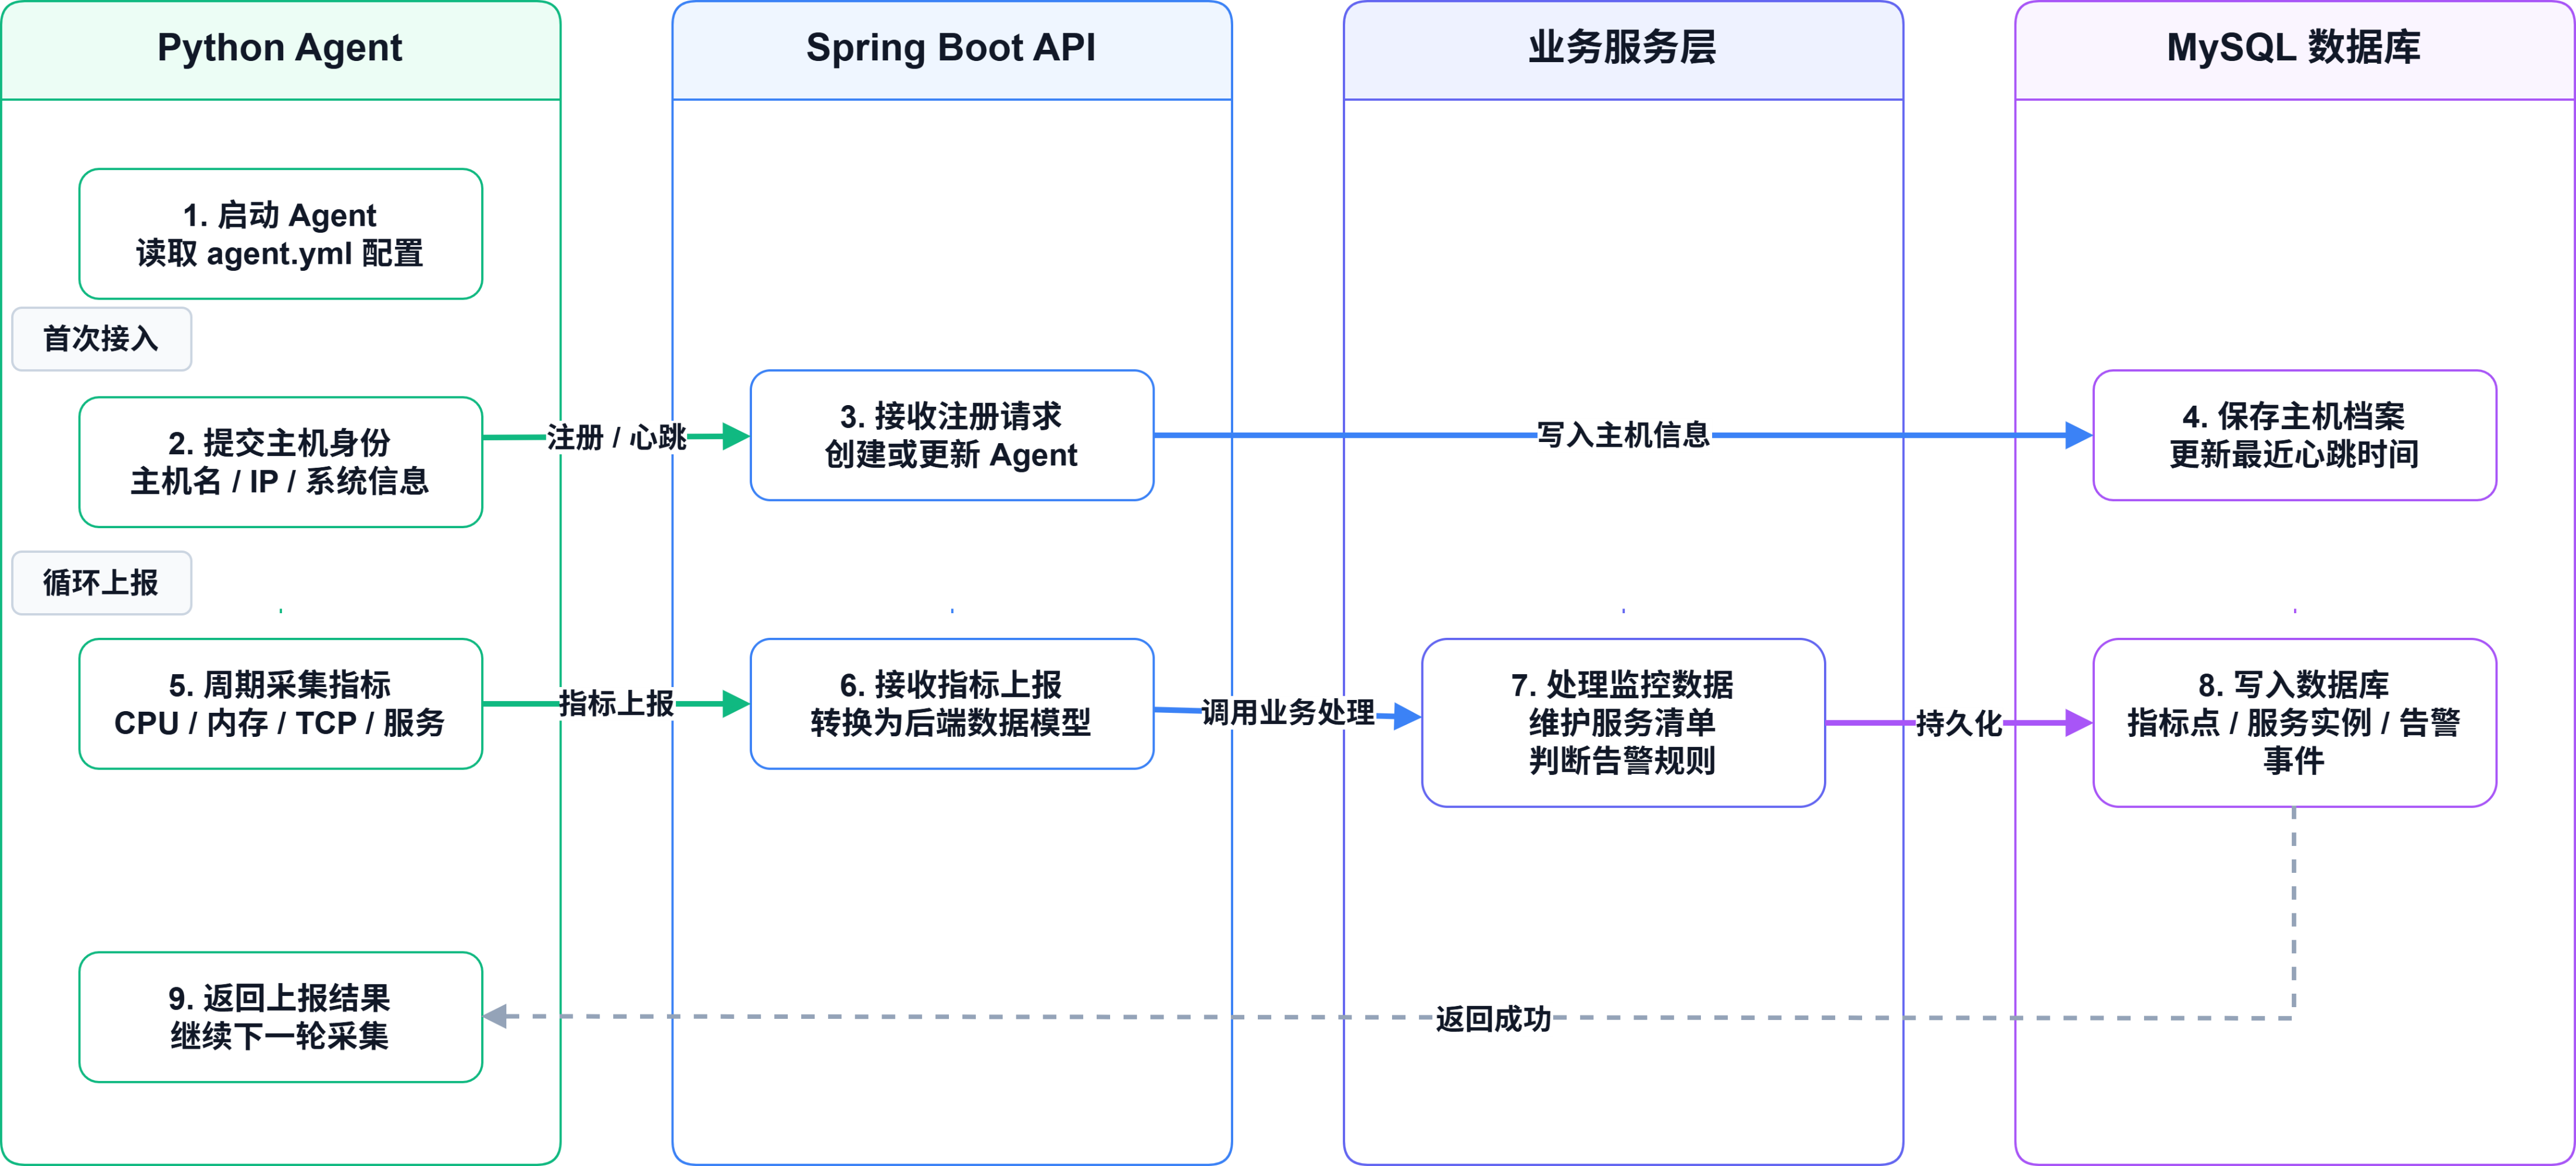 Python Agent
Spring Boot API
业务服务层
MySQL 数据库
1. 启动 Agent
读取 agent.yml 配置
首次接入
2. 提交主机身份
主机名 / IP / 系统信息
注册 / 心跳
3. 接收注册请求
创建或更新 Agent
写入主机信息
4. 保存主机档案
更新最近心跳时间
循环上报
5. 周期采集指标
CPU / 内存 / TCP / 服务
指标上报
6. 接收指标上报
转换为后端数据模型
调用业务处理
7. 处理监控数据
维护服务清单
判断告警规则
持久化
8. 写入数据库
指标点 / 服务实例 / 告警
事件
9. 返回上报结果
继续下一轮采集
返回成功